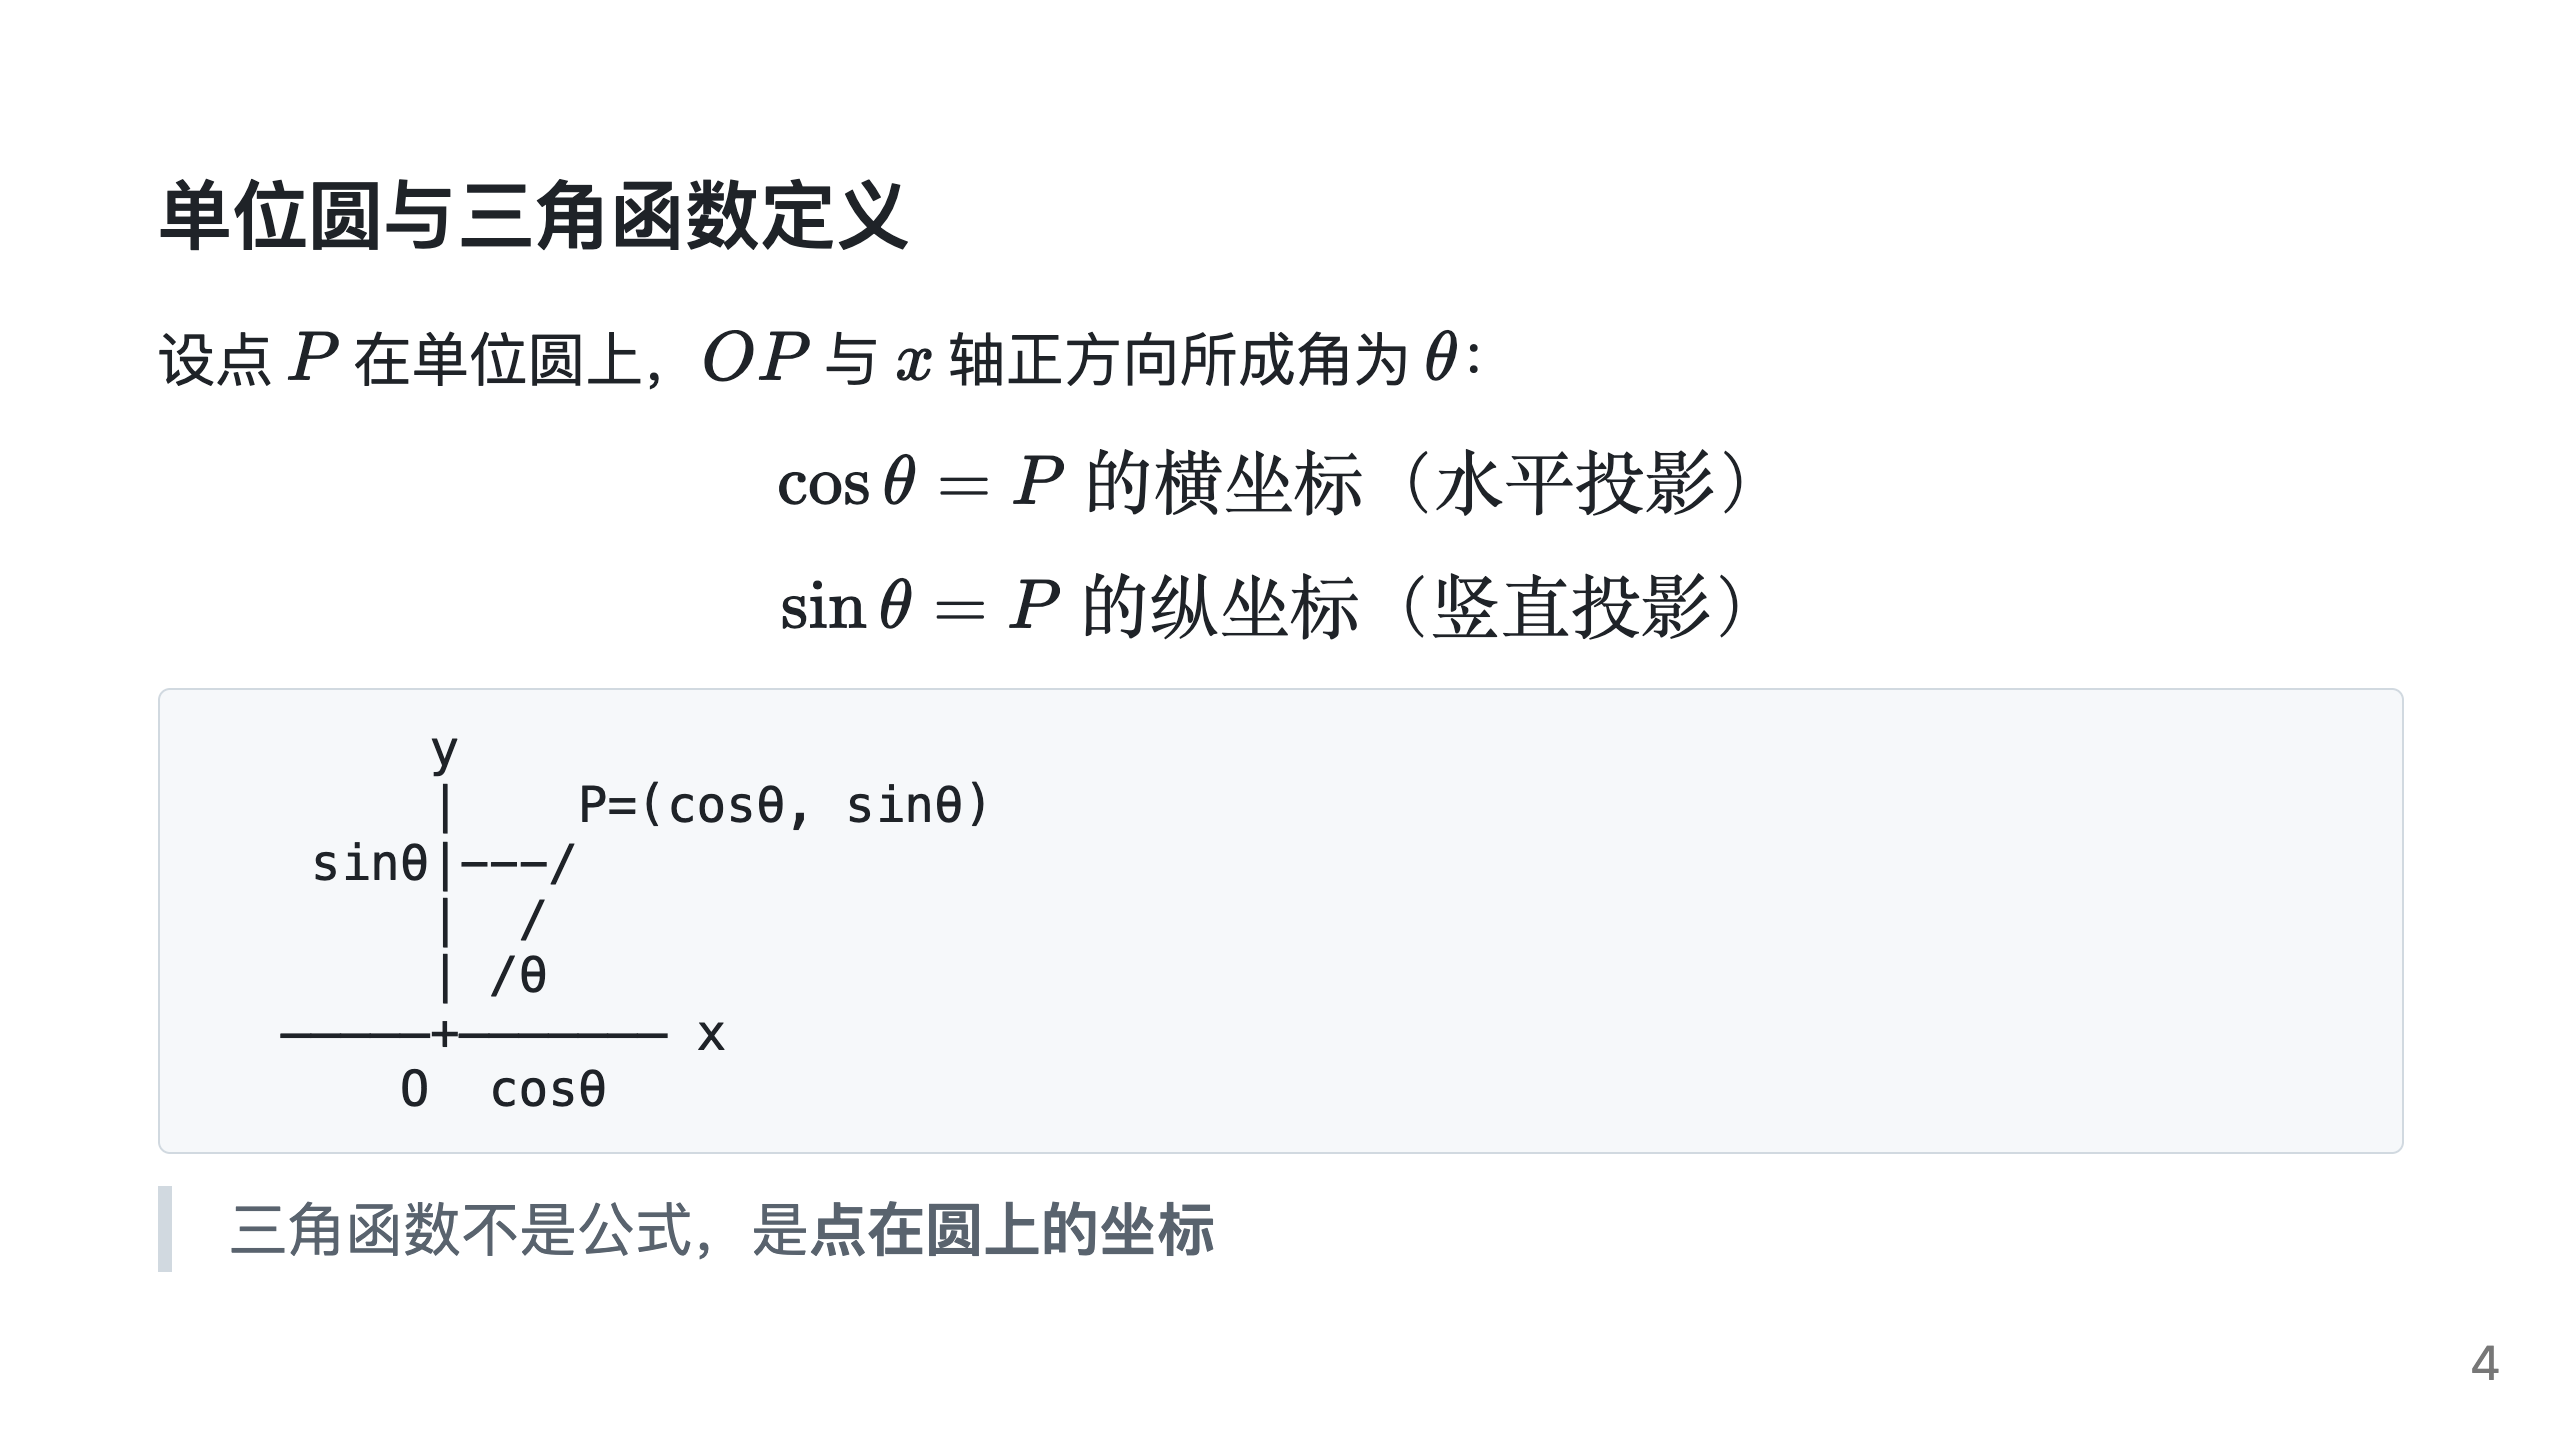 单位圆与三角函数定义
设点 P 在单位圆上，OP 与 x 轴正方向所成角为 θ：
cos θ = P 的横坐标（水平投影）
sin θ = P 的纵坐标（竖直投影）
y
|    P=(cosθ, sinθ)
sinθ|---/
|  /
| /θ
─────+─────── x
O  cosθ
三角函数不是公式，是点在圆上的坐标
4